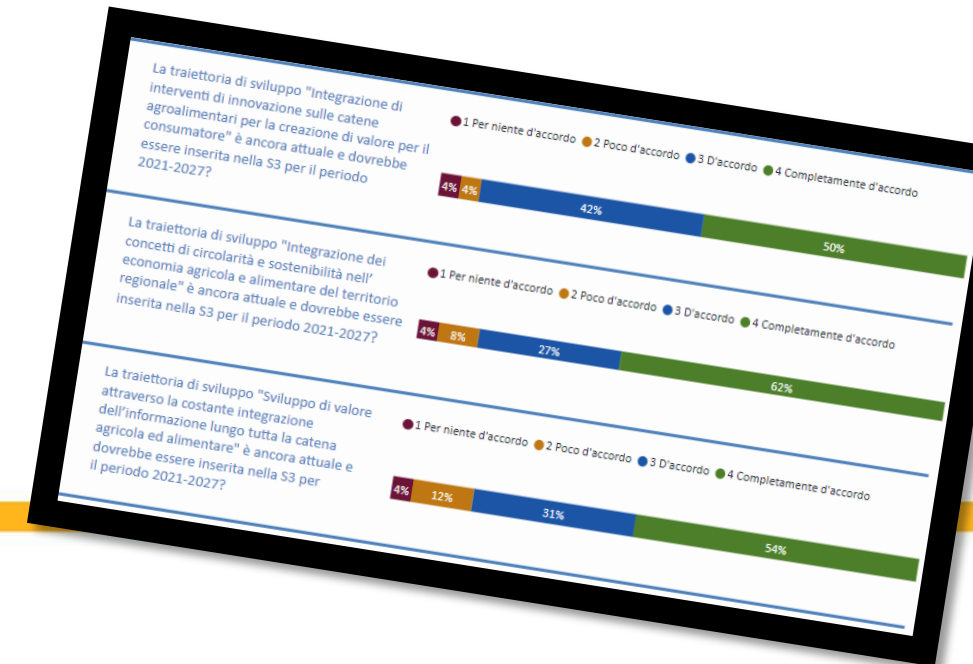 La traiettoria di sviluppo "Integrazione di
interventi di innovazione sulle catene
agroalimentari per la creazione di valore per il
consumatore" è ancora attuale e dovrebbe
essere inserita nella S3 per il periodo
2021-2027?
1 Per niente d'accordo 2 Poco d'accordo 3 D'accordo 4 Completamente d'accordo
4% 4% 42% 50%
La traiettoria di sviluppo "Integrazione dei
concetti di circolarità e sostenibilità nell'
economia agricola e alimentare del territorio
regionale" è ancora attuale e dovrebbe essere
inserita nella S3 per il periodo 2021-2027?
1 Per niente d'accordo 2 Poco d'accordo 3 D'accordo 4 Completamente d'accordo
4% 8% 27% 62%
La traiettoria di sviluppo "Sviluppo di valore
attraverso la costante integrazione
dell'informazione lungo tutta la catena
agricola ed alimentare" è ancora attuale e
dovrebbe essere inserita nella S3 per
il periodo 2021-2027?
1 Per niente d'accordo 2 Poco d'accordo 3 D'accordo 4 Completamente d'accordo
4% 12% 31% 54%